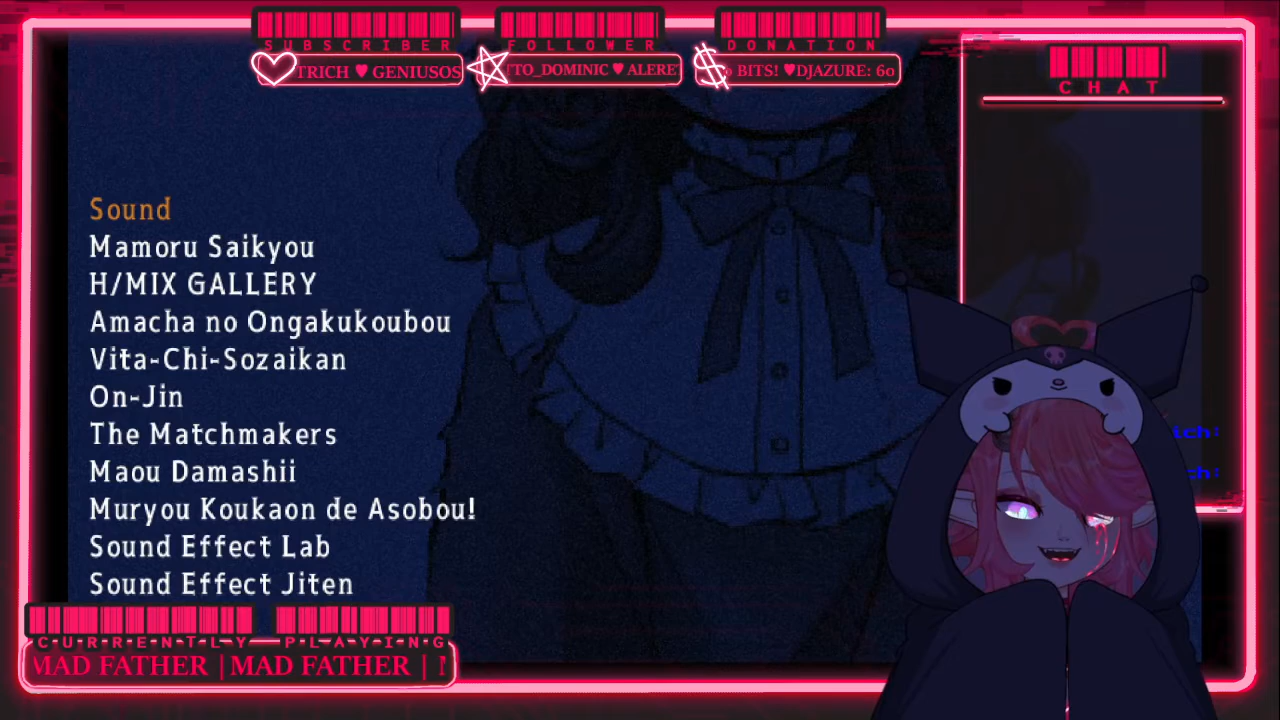 SUBSCRIBER
TRICH ♥ GENIUSOS
FOLLOWER
TO_DOMINIC ♥ ALERE
DONATION
BITS! ♥DJAZURE: 60
CHAT
Sound
Mamoru Saikyou
H/MIX GALLERY
Amacha no Ongakukoubou
Vita-Chi-Sozaikan
On-Jin
The Matchmakers
Maou Damashii
Muryou Koukaon de Asobou!
Sound Effect Lab
Sound Effect Jiten
CURRENTLY PLAYING
MAD FATHER | MAD FATHER |